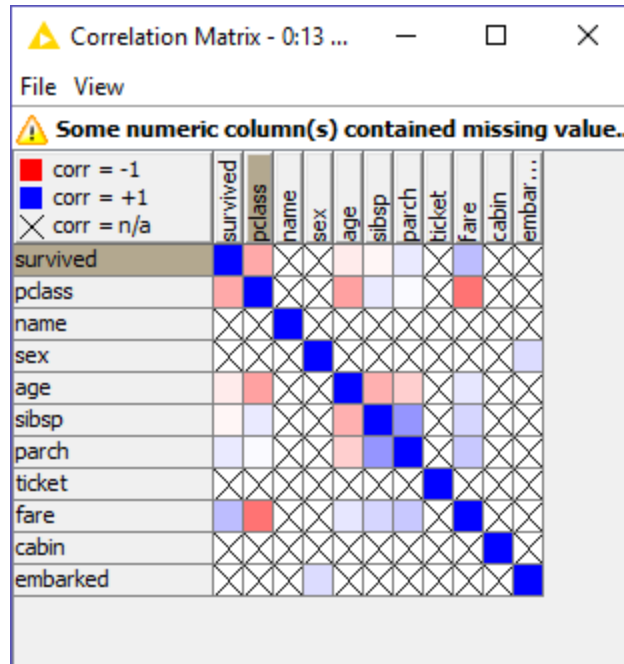 Correlation Matrix - 0:13 ...
File View
Some numeric column(s) contained missing value..
corr = -1
corr = +1
corr = n/a
survived
pclass
name
sex
age
sibsp
parch
ticket
fare
cabin
embar...
survived
pclass
name
sex
age
sibsp
parch
ticket
fare
cabin
embarked